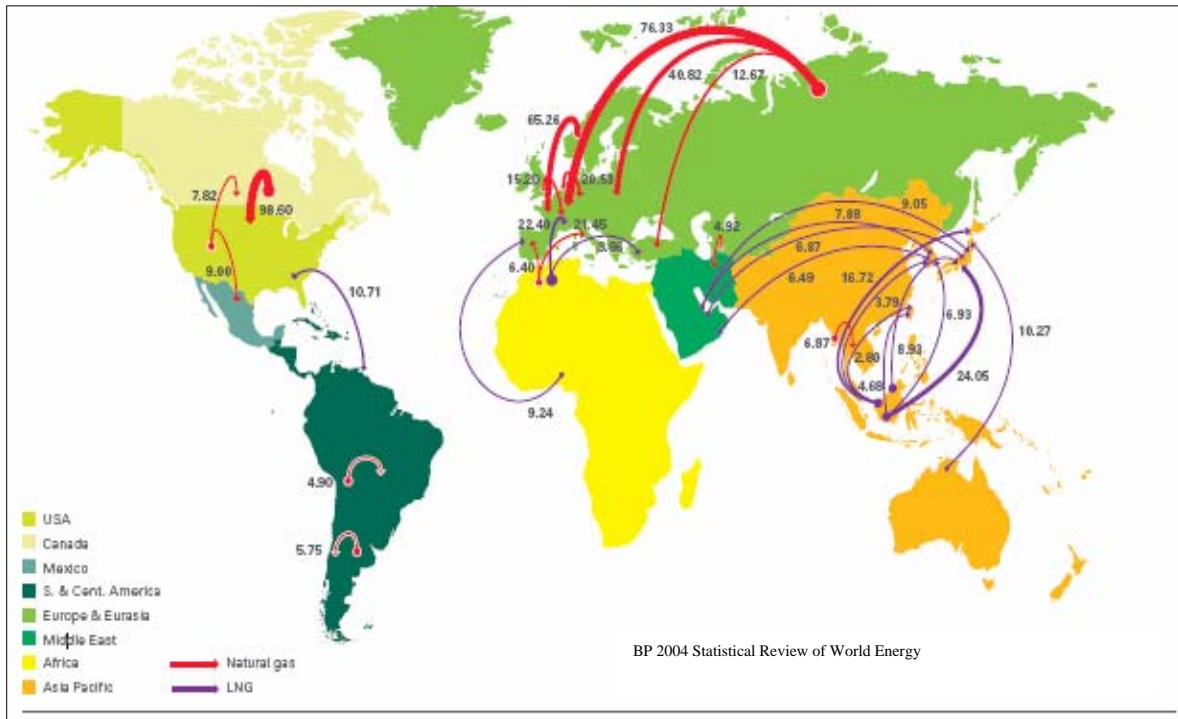 76.33
40.82
12.67
65.26
15.20
20.53
7.82
98.60
9.00
10.71
22.40
21.45
3.66
6.40
9.24
4.92
9.05
7.88
6.87
6.49
16.72
3.79
6.93
10.27
6.87
2.80
8.93
4.68
24.05
4.90
5.75
USA
Canada
Mexico
S. & Cent. America
Europe & Eurasia
Middle East
Africa
Asia Pacific
Natural gas
LNG
BP 2004 Statistical Review of World Energy